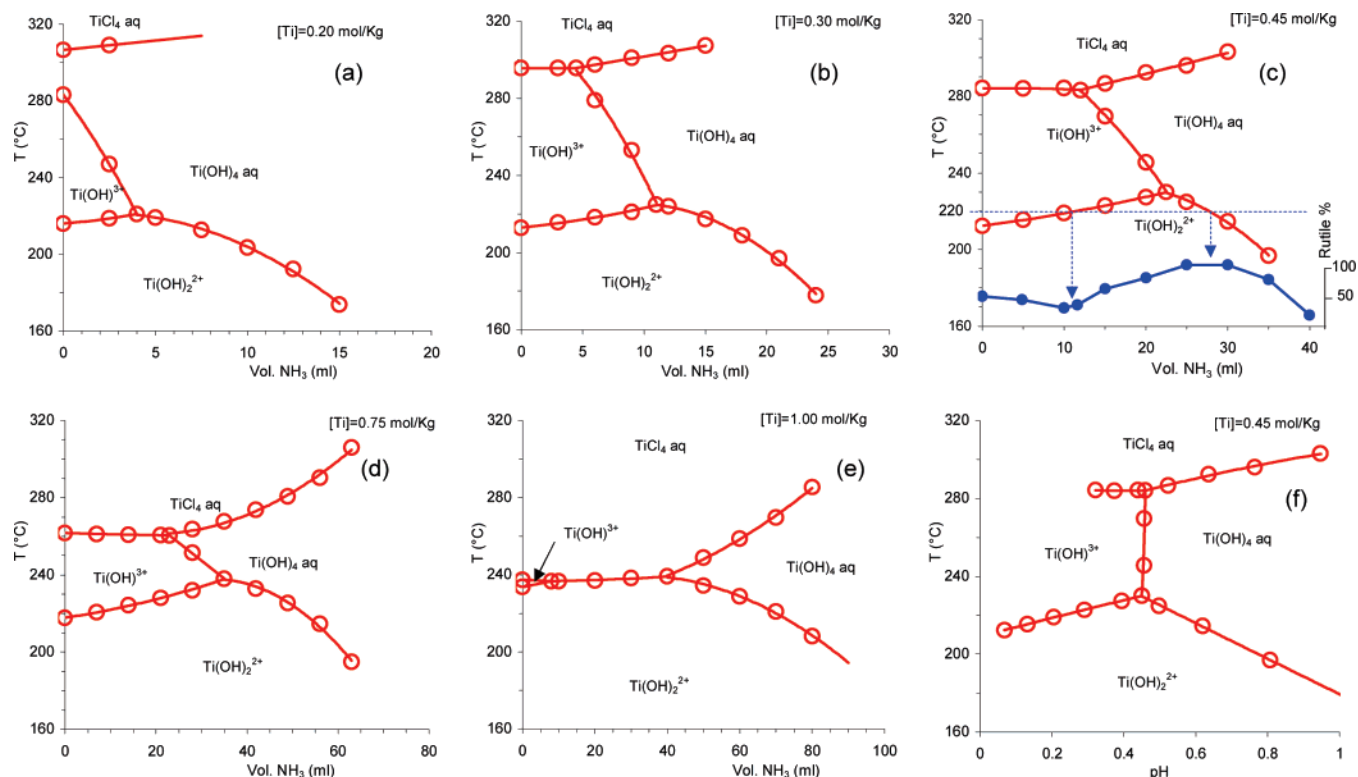 320
280
240
200
160
T (°C)
TiCl4 aq
[Ti]=0.20 mol/Kg
(a)
Ti(OH)4 aq
Ti(OH)3+
Ti(OH)2 2+
0
5
10
15
20
Vol. NH3 (ml)
320
280
240
200
160
T (°C)
TiCl4 aq
[Ti]=0.30 mol/Kg
(b)
Ti(OH)3+
Ti(OH)4 aq
Ti(OH)2 2+
0
10
20
30
Vol. NH3 (ml)
320
280
240
220
200
160
T (°C)
[Ti]=0.45 mol/Kg
TiCl4 aq
(c)
Ti(OH)3+
Ti(OH)4 aq
Ti(OH)2 2+
Rutile %
100
50
0
10
20
30
40
Vol. NH3 (ml)
320
280
240
200
160
T (°C)
[Ti]=0.75 mol/Kg
(d)
TiCl4 aq
Ti(OH)4 aq
Ti(OH)3+
Ti(OH)2 2+
0
20
40
60
80
Vol. NH3 (ml)
320
280
240
200
160
T (°C)
[Ti]=1.00 mol/Kg
TiCl4 aq
(e)
Ti(OH)3+
Ti(OH)4 aq
Ti(OH)2 2+
0
20
40
60
80
100
Vol. NH3 (ml)
320
280
240
200
160
T (°C)
[Ti]=0.45 mol/Kg
TiCl4 aq
(f)
Ti(OH)3+
Ti(OH)4 aq
Ti(OH)2 2+
0
0.2
0.4
0.6
0.8
1
pH